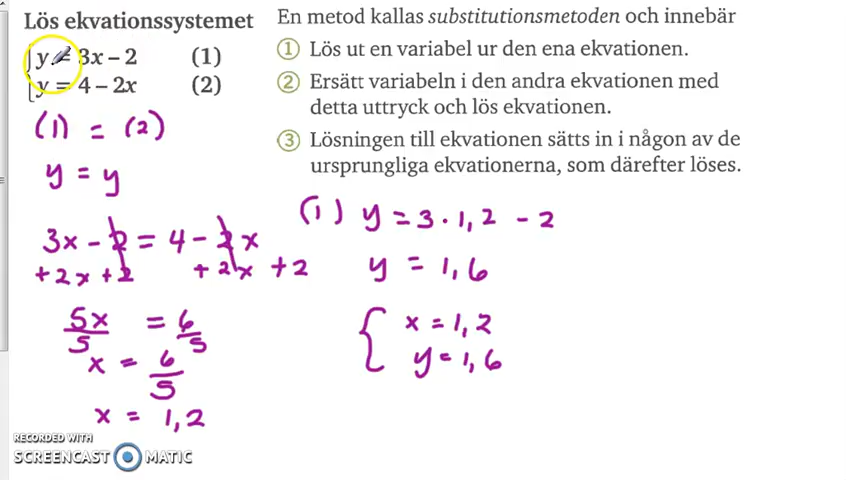 Lös ekvationssystemet
y = 3x – 2 (1)
y = 4 – 2x (2)
(1) = (2)
y = y
3x - 2 = 4 - 2x
+2x +2 +2x +2
5x/5 = 6/5
x = 6/5
x = 1,2
En metod kallas substitutionsmetoden och innebär
1 Lös ut en variabel ur den ena ekvationen.
2 Ersätt variabeln i den andra ekvationen med
detta uttryck och lös ekvationen.
3 Lösningen till ekvationen sätts in i någon av de
ursprungliga ekvationerna, som därefter löses.
(1) y = 3 · 1,2 - 2
y = 1,6
x = 1,2
y = 1,6
RECORDED WITH
SCREENCAST MATIC